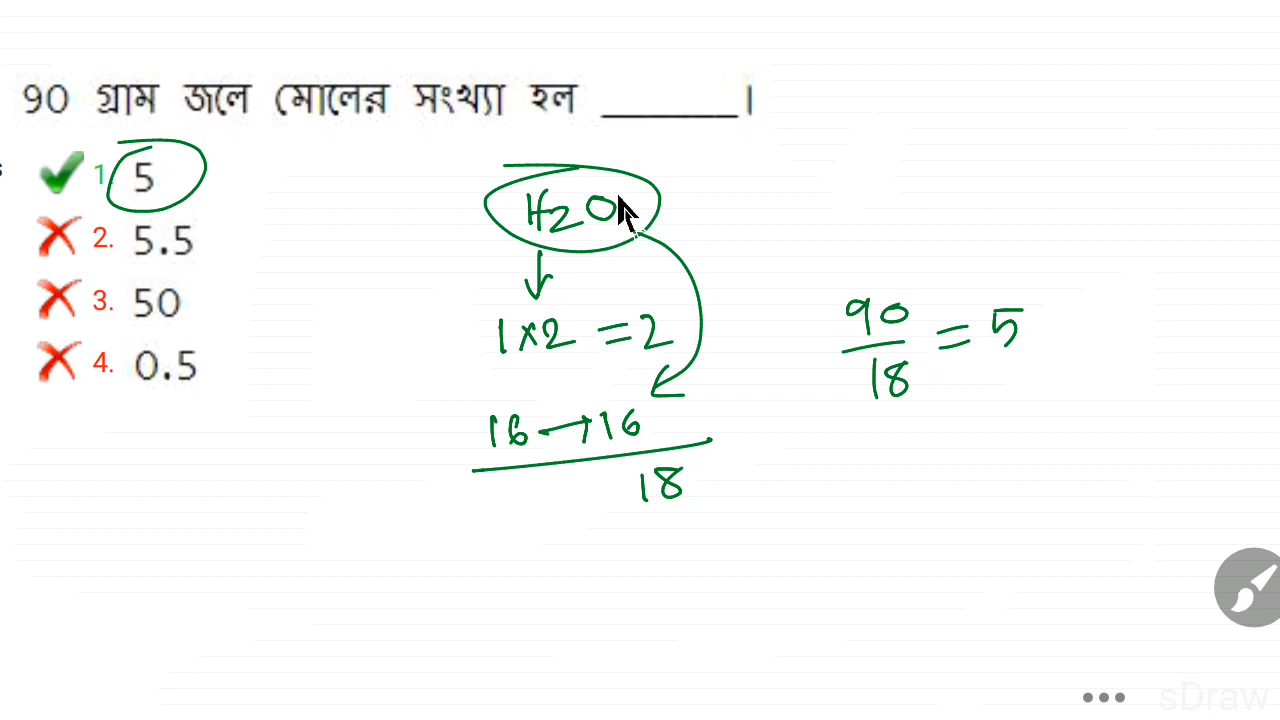 90 গ্রাম জলে মোলের সংখ্যা হল ______।
1. 5
2. 5.5
3. 50
4. 0.5
H2O
1×2 = 2
16 → 16
18
90/18 = 5
sDraw